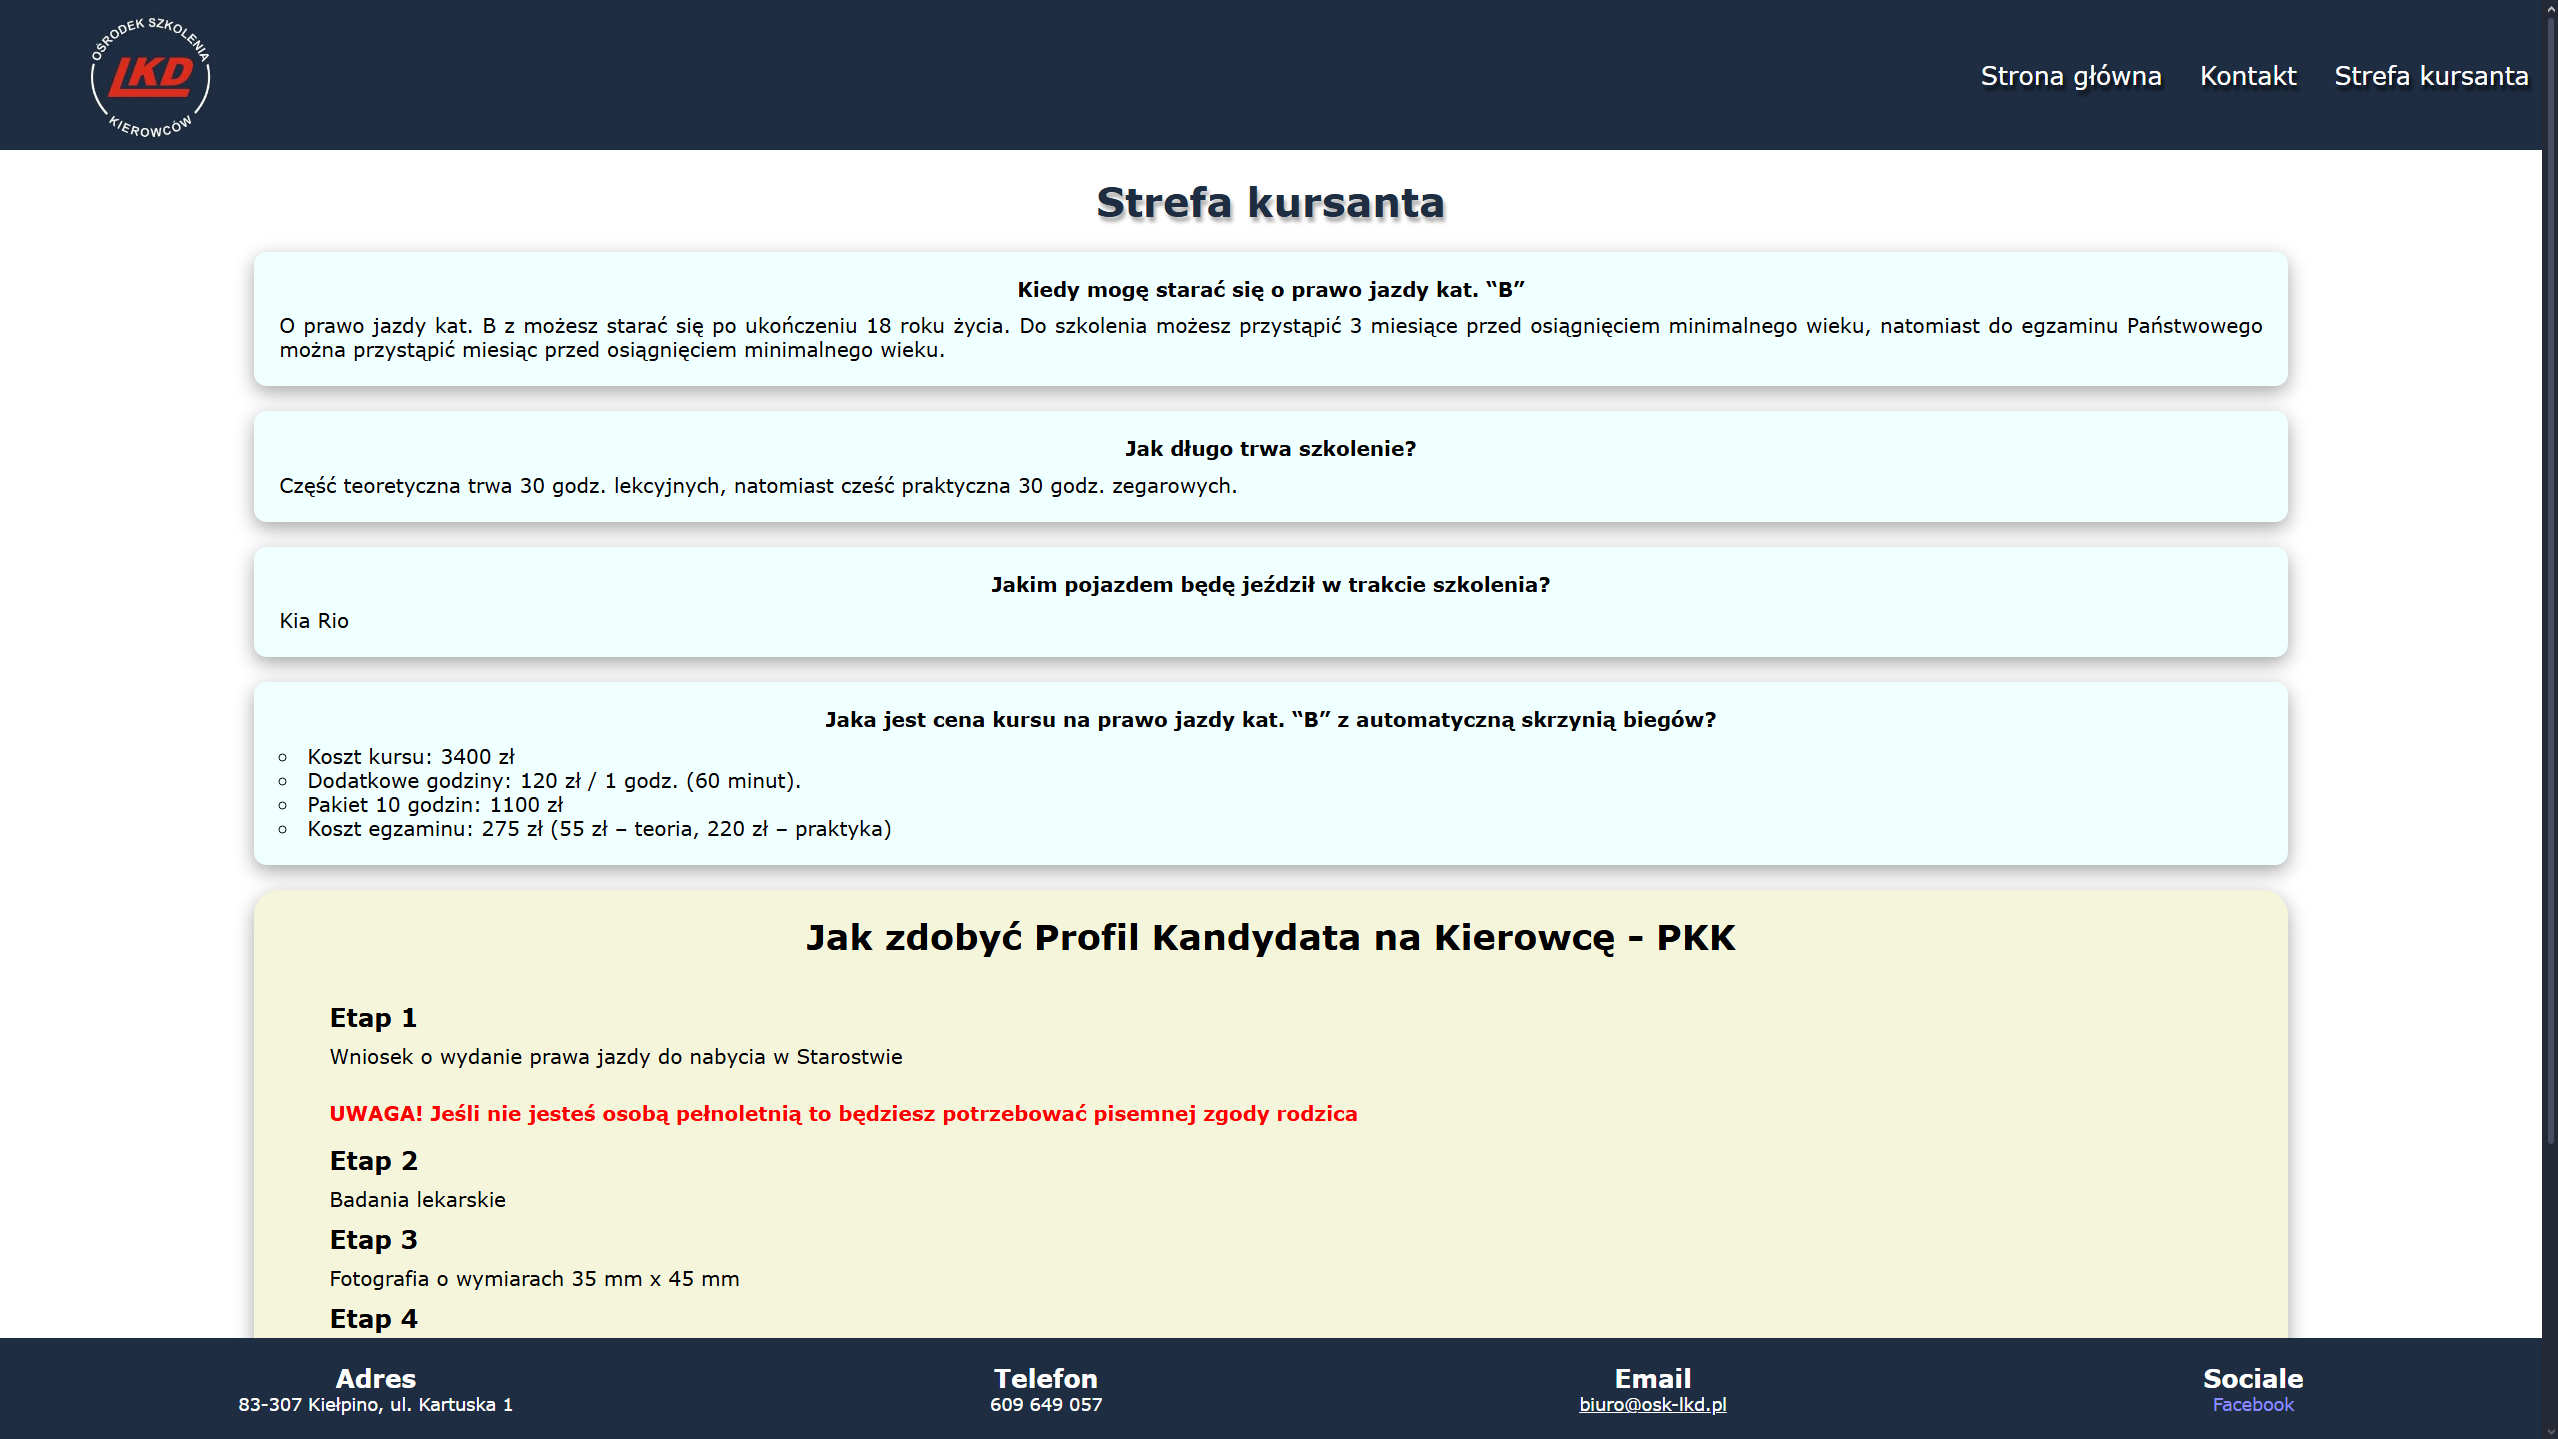 OŚRODEK SZKOLENIA
LKD
KIEROWCÓW
Strona główna Kontakt Strefa kursanta
Strefa kursanta
Kiedy mogę starać się o prawo jazdy kat. “B”
O prawo jazdy kat. B z możesz starać się po ukończeniu 18 roku życia. Do szkolenia możesz przystąpić 3 miesiące przed osiągnięciem minimalnego wieku, natomiast do egzaminu Państwowego
można przystąpić miesiąc przed osiągnięciem minimalnego wieku.
Jak długo trwa szkolenie?
Część teoretyczna trwa 30 godz. lekcyjnych, natomiast cześć praktyczna 30 godz. zegarowych.
Jakim pojazdem będę jeździł w trakcie szkolenia?
Kia Rio
Jaka jest cena kursu na prawo jazdy kat. “B” z automatyczną skrzynią biegów?
Koszt kursu: 3400 zł
Dodatkowe godziny: 120 zł / 1 godz. (60 minut).
Pakiet 10 godzin: 1100 zł
Koszt egzaminu: 275 zł (55 zł – teoria, 220 zł – praktyka)
Jak zdobyć Profil Kandydata na Kierowcę – PKK
Etap 1
Wniosek o wydanie prawa jazdy do nabycia w Starostwie
UWAGA! Jeśli nie jesteś osobą pełnoletnią to będziesz potrzebować pisemnej zgody rodzica
Etap 2
Badania lekarskie
Etap 3
Fotografia o wymiarach 35 mm x 45 mm
Etap 4
Adres
83-307 Kiełpino, ul. Kartuska 1
Telefon
609 649 057
Email
biuro@osk-lkd.pl
Sociale
Facebook